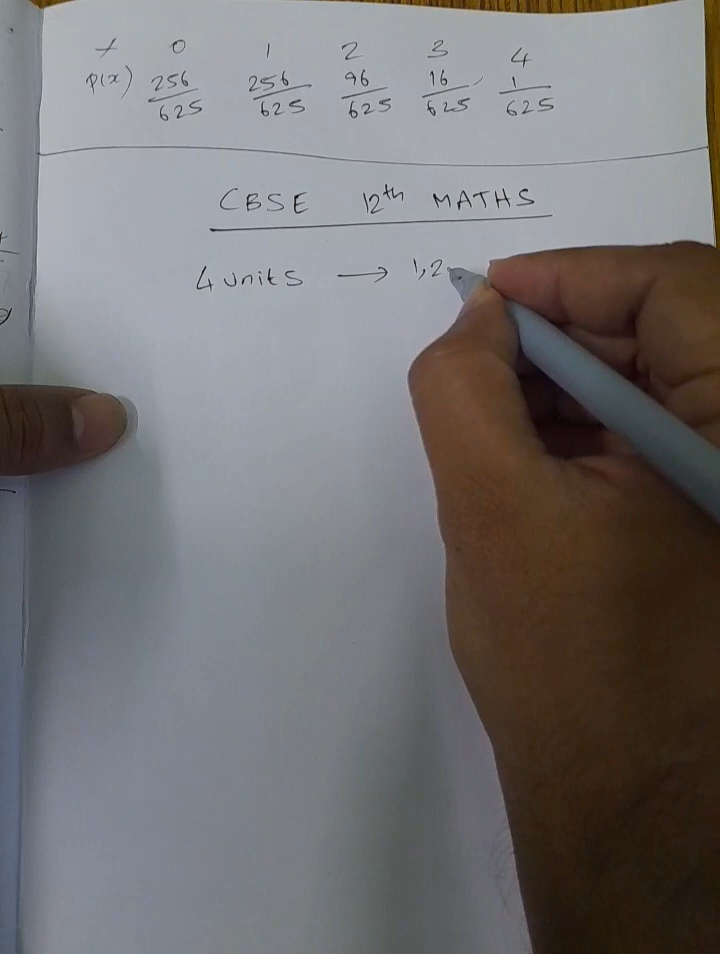 x 0 1 2 3 4
p(x) 256/625 256/625 96/625 16/625 1/625
CBSE 12th MATHS
4 units → 1,2